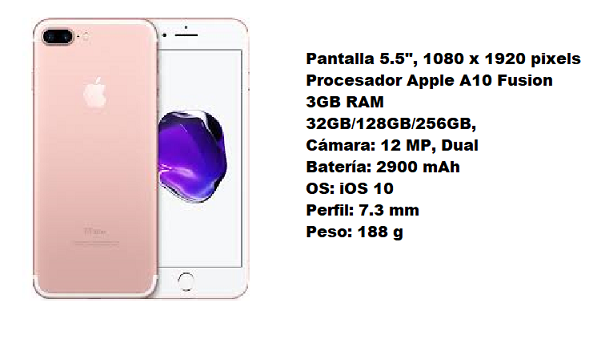 Pantalla 5.5", 1080 x 1920 pixels
Procesador Apple A10 Fusion
3GB RAM
32GB/128GB/256GB,
Cámara: 12 MP, Dual
Batería: 2900 mAh
OS: iOS 10
Perfil: 7.3 mm
Peso: 188 g
iPhone